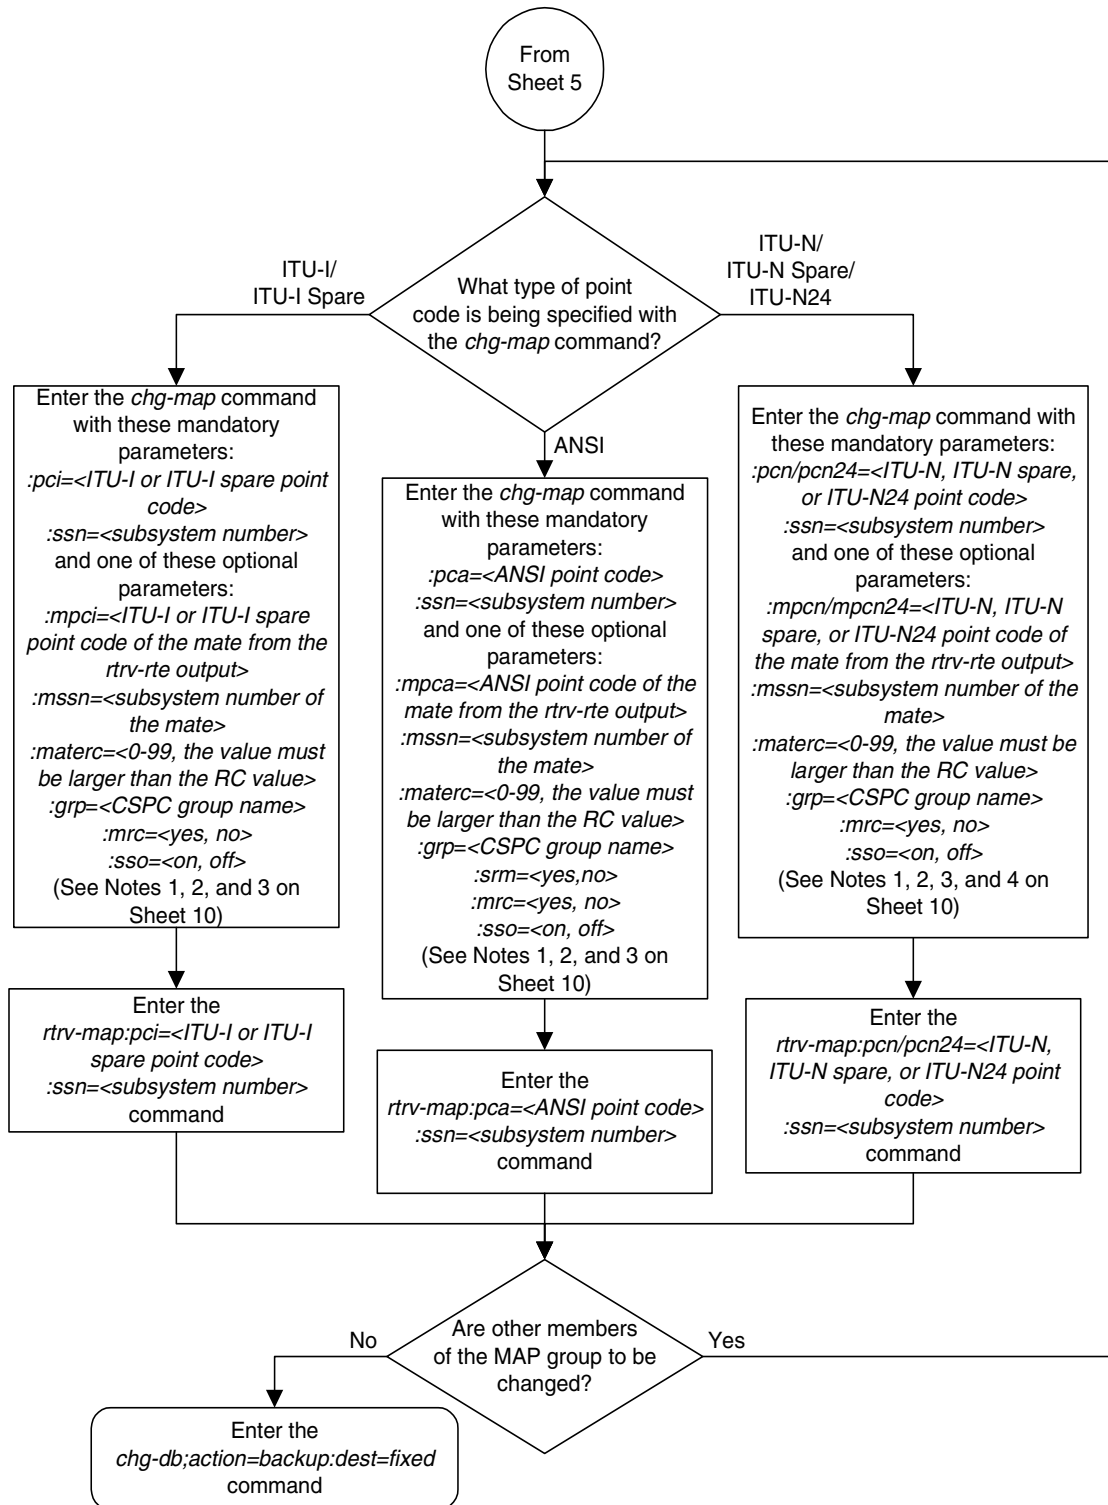 From
Sheet 5
What type of point
code is being specified with
the chg-map command?
ITU-I/
ITU-I Spare
ITU-N/
ITU-N Spare/
ITU-N24
ANSI
Enter the chg-map command
with these mandatory
parameters:
:pci=<ITU-I or ITU-I spare point
code>
:ssn=<subsystem number>
and one of these optional
parameters:
:mpci=<ITU-I or ITU-I spare
point code of the mate from the
rtrv-rte output>
:mssn=<subsystem number of
the mate>
:materc=<0-99, the value must
be larger than the RC value>
:grp=<CSPC group name>
:mrc=<yes, no>
:sso=<on, off>
(See Notes 1, 2, and 3 on
Sheet 10)
Enter the chg-map command
with these mandatory
parameters:
:pca=<ANSI point code>
:ssn=<subsystem number>
and one of these optional
parameters:
:mpca=<ANSI point code of the
mate from the rtrv-rte output>
:mssn=<subsystem number of
the mate>
:materc=<0-99, the value must
be larger than the RC value>
:grp=<CSPC group name>
:srm=<yes,no>
:mrc=<yes, no>
:sso=<on, off>
(See Notes 1, 2, and 3 on
Sheet 10)
Enter the chg-map command with
these mandatory parameters:
:pcn/pcn24=<ITU-N, ITU-N spare,
or ITU-N24 point code>
:ssn=<subsystem number>
and one of these optional
parameters:
:mpcn/mpcn24=<ITU-N, ITU-N
spare, or ITU-N24 point code of
the mate from the rtrv-rte output>
:mssn=<subsystem number of the
mate>
:materc=<0-99, the value must be
larger than the RC value>
:grp=<CSPC group name>
:mrc=<yes, no>
:sso=<on, off>
(See Notes 1, 2, 3, and 4 on
Sheet 10)
Enter the
rtrv-map:pci=<ITU-I or ITU-I
spare point code>
:ssn=<subsystem number>
command
Enter the
rtrv-map:pca=<ANSI point code>
:ssn=<subsystem number>
command
Enter the
rtrv-map:pcn/pcn24=<ITU-N,
ITU-N spare, or ITU-N24 point
code>
:ssn=<subsystem number>
command
Are other members
of the MAP group to be
changed?
No
Yes
Enter the
chg-db;action=backup:dest=fixed
command